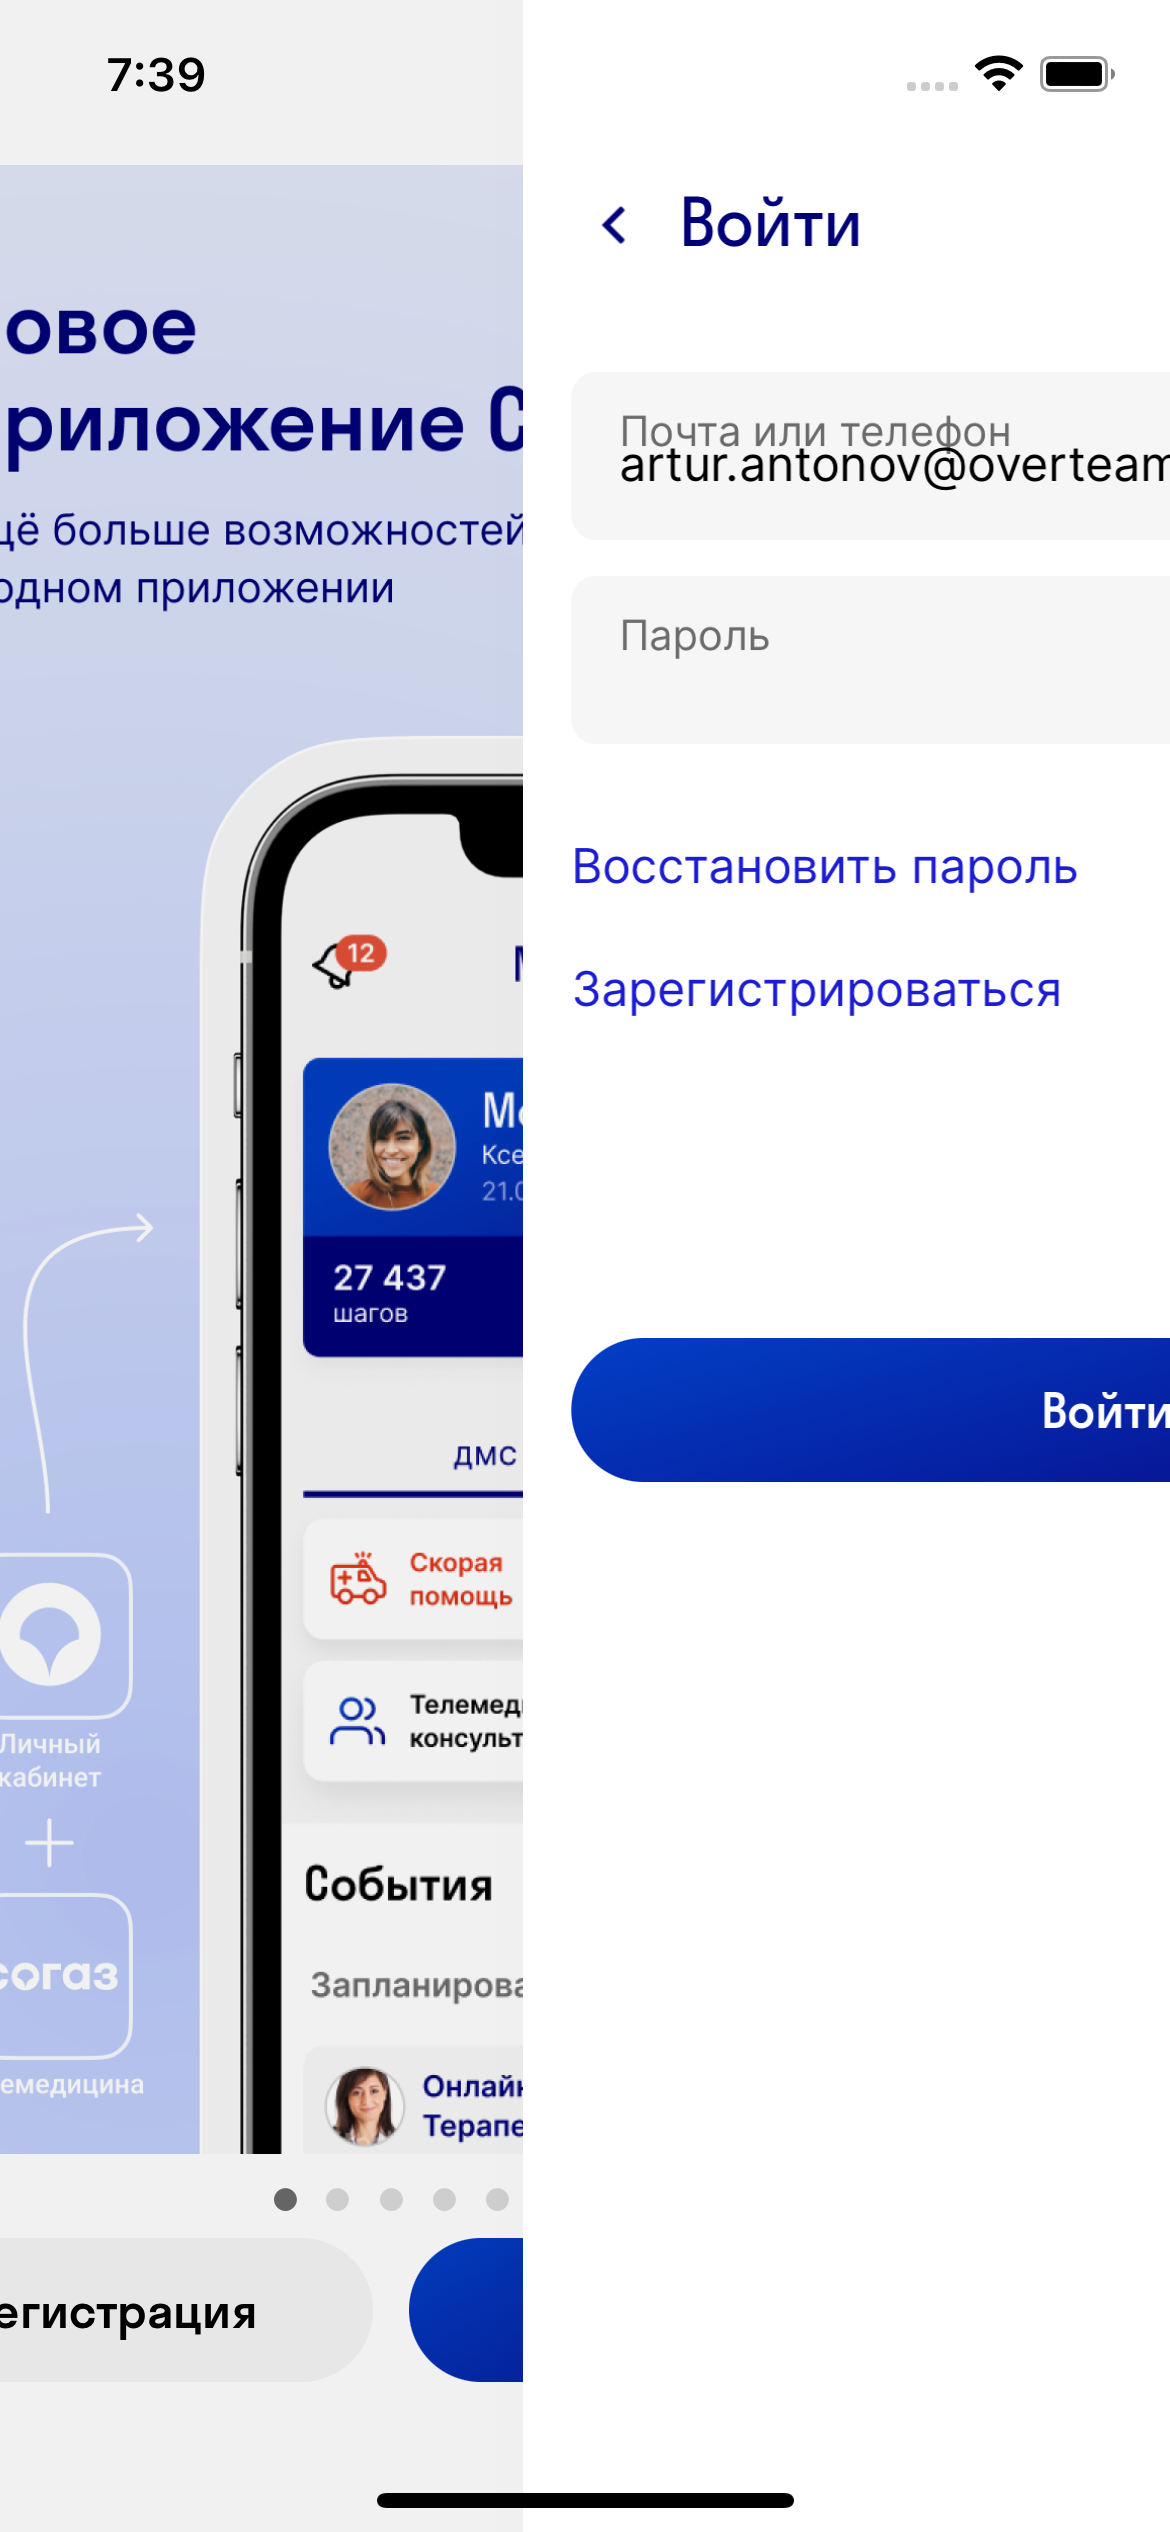 7:39
овое
риложение С
щё больше возможностей
одном приложении
12
Ме
Ксе
21.0
27 437
шагов
ДМС
Скорая
помощь
Телемеди
консульт
Личный
кабинет
События
Запланирова
согаз
емедицина
Онлайн
Терапе
егистрация
Войти
Почта или телефон
artur.antonov@overteam
Пароль
Восстановить пароль
Зарегистрироваться
Войти